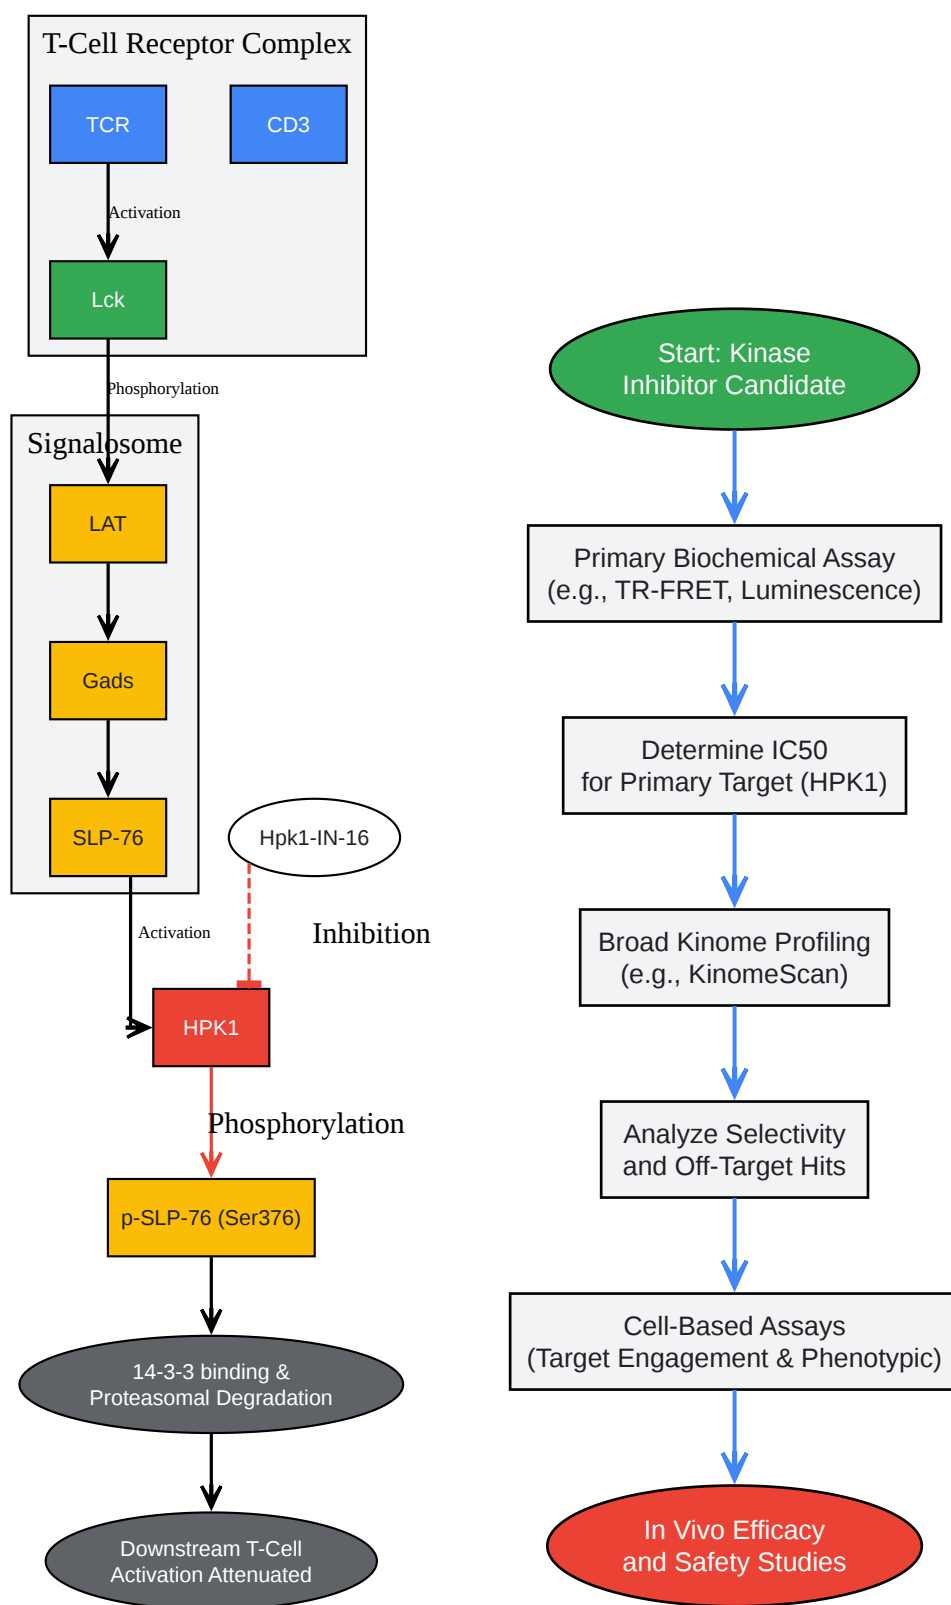 T-Cell Receptor Complex
TCR
CD3
Activation
Lck
Phosphorylation
Signalosome
LAT
Gads
SLP-76
Hpk1-IN-16
Activation
Inhibition
HPK1
Phosphorylation
p-SLP-76 (Ser376)
14-3-3 binding &
Proteasomal Degradation
Downstream T-Cell
Activation Attenuated
Start: Kinase
Inhibitor Candidate
Primary Biochemical Assay
(e.g., TR-FRET, Luminescence)
Determine IC50
for Primary Target (HPK1)
Broad Kinome Profiling
(e.g., KinomeScan)
Analyze Selectivity
and Off-Target Hits
Cell-Based Assays
(Target Engagement & Phenotypic)
In Vivo Efficacy
and Safety Studies